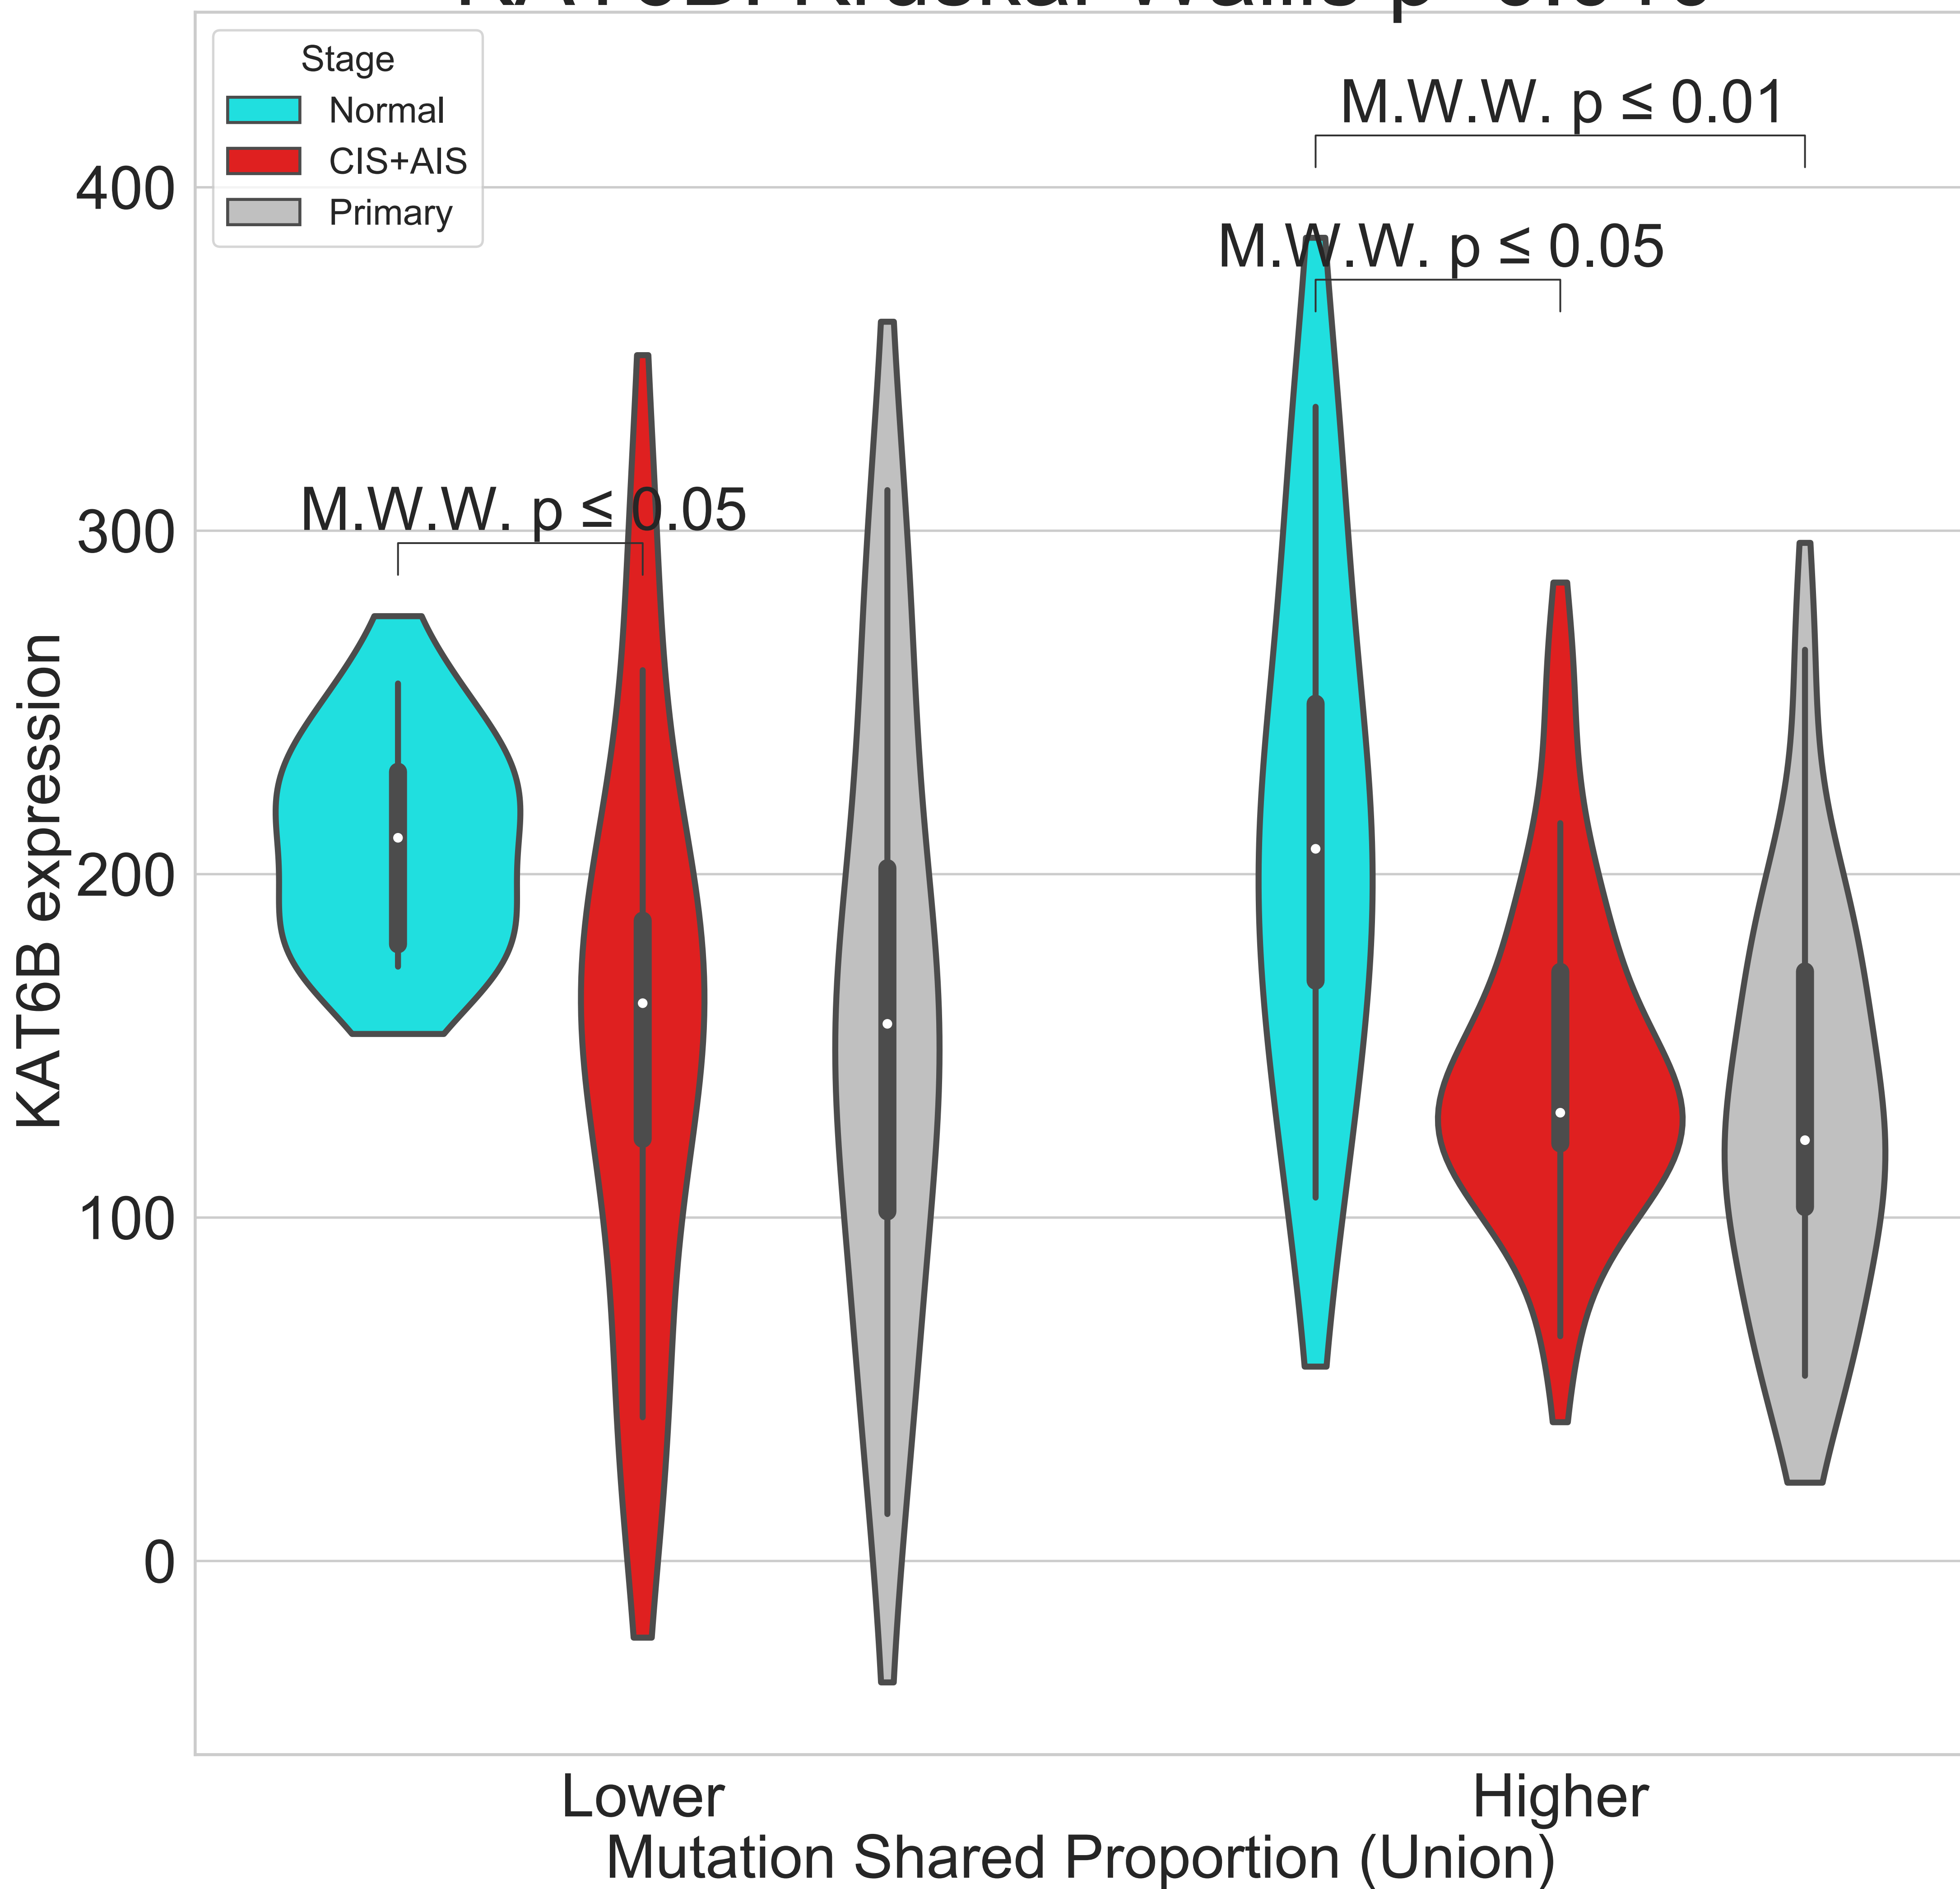 Stage
Normal
CIS+AIS
Primary
M.W.W. p ≤ 0.01
M.W.W. p ≤ 0.05
M.W.W. p ≤ 0.05
400
300
200
100
0
KAT6B expression
Lower
Higher
Mutation Shared Proportion (Union)